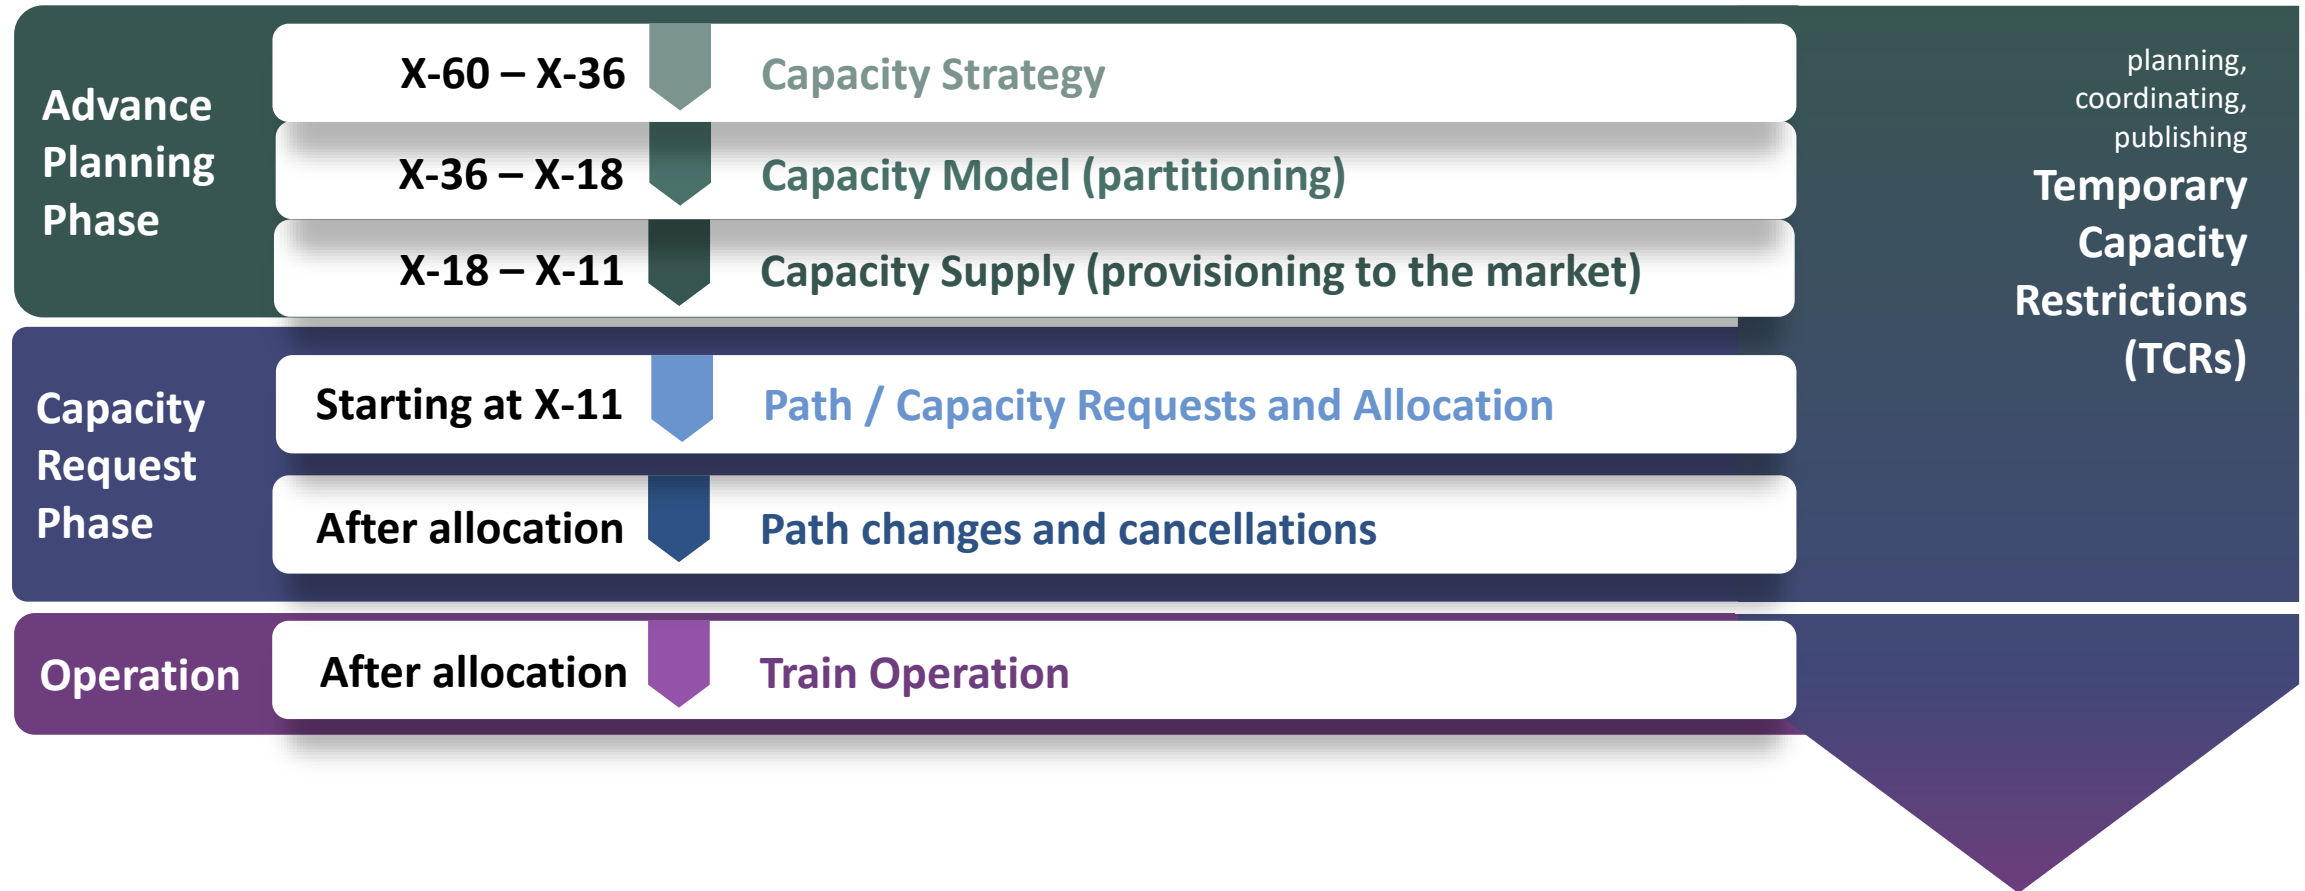 Advance
Planning
Phase
X-60 – X-36
Capacity Strategy
X-36 – X-18
Capacity Model (partitioning)
X-18 – X-11
Capacity Supply (provisioning to the market)
Capacity
Request
Phase
Starting at X-11
Path / Capacity Requests and Allocation
After allocation
Path changes and cancellations
Operation
After allocation
Train Operation
planning,
coordinating,
publishing
Temporary
Capacity
Restrictions
(TCRs)